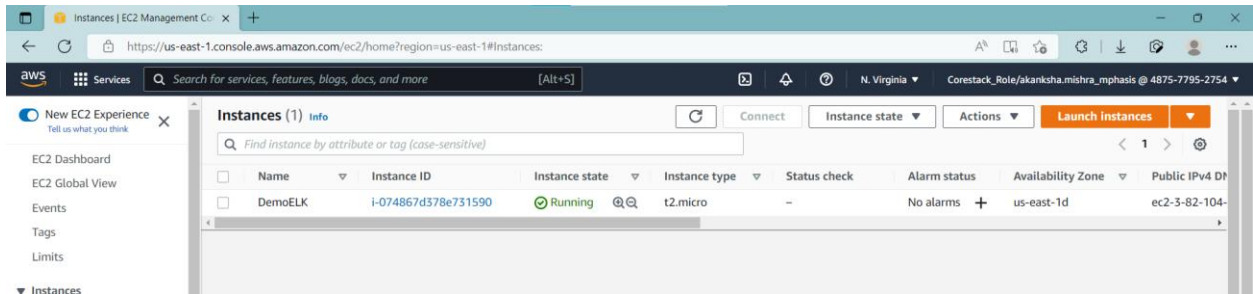 Instances | EC2 Management Co
https://us-east-1.console.aws.amazon.com/ec2/home?region=us-east-1#Instances:
aws Services Search for services, features, blogs, docs, and more [Alt+S] N. Virginia Corestack_Role/akanksha.mishra_mphasis @ 4875-7795-2754
New EC2 Experience
Tell us what you think
EC2 Dashboard
EC2 Global View
Events
Tags
Limits
Instances
Instances (1) Info Connect Instance state Actions Launch instances
Find instance by attribute or tag (case-sensitive) 1
Name Instance ID Instance state Instance type Status check Alarm status Availability Zone Public IPv4 DN
DemoELK i-074867d378e731590 Running t2.micro – No alarms + us-east-1d ec2-3-82-104-